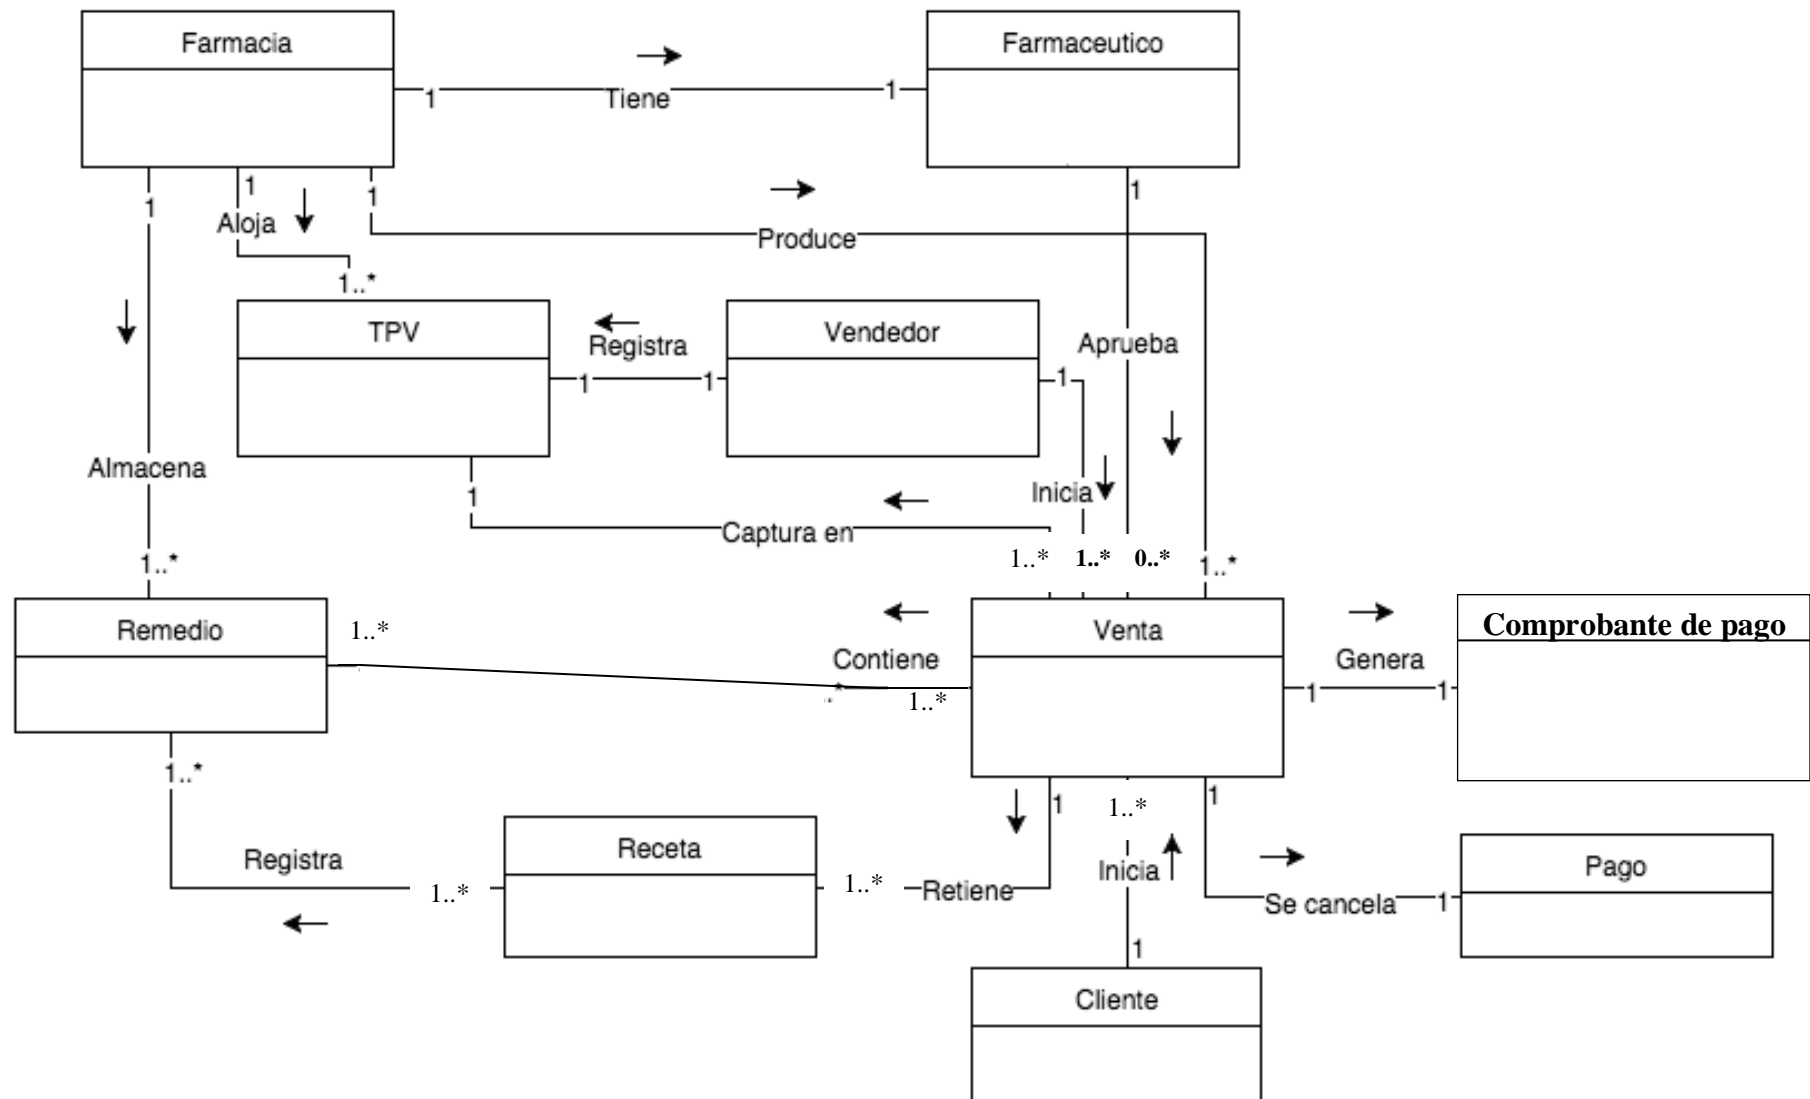 Farmacia
Farmaceutico
1
Tiene
1
1
1
1
1
Aloja
Produce
1..*
TPV
Vendedor
Registra
Aprueba
1
1
1
Almacena
1
Inicia
Captura en
1..*
1..*
1..*
0..*
1..*
Remedio
1..*
Venta
Comprobante de pago
Contiene
Genera
..*
1..*
1
1
1..*
1
1..*
1
Receta
Registra
Inicia
Pago
1..*
1..*
Retiene
Se cancela
1
1
Cliente